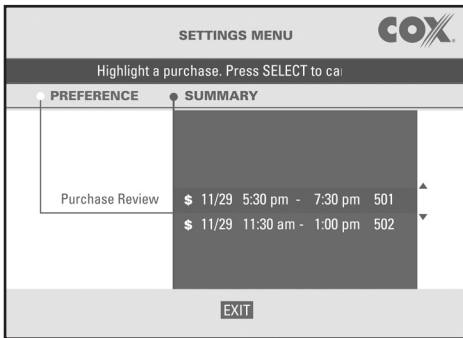 SETTINGS MENU
COX
Highlight a purchase. Press SELECT to
PREFERENCE SUMMARY
Purchase Review $ 11/29 5:30 pm - 7:30 pm 501
$ 11/29 11:30 am - 1:00 pm 502
EXIT